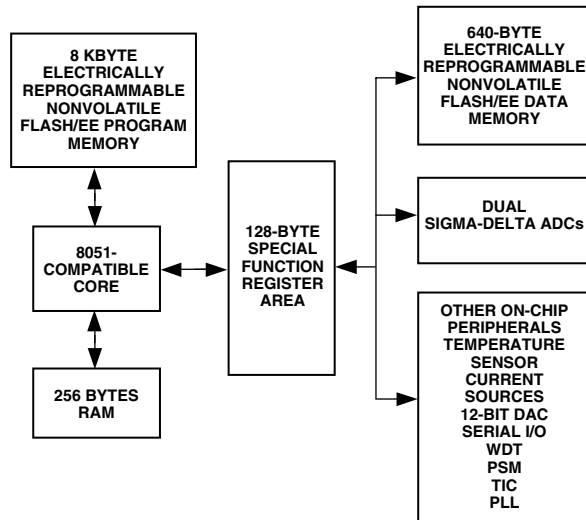 8 KBYTE
ELECTRICALLY
REPROGRAMMABLE
NONVOLATILE
FLASH/EE PROGRAM
MEMORY
8051-
COMPATIBLE
CORE
256 BYTES
RAM
128-BYTE
SPECIAL
FUNCTION
REGISTER
AREA
640-BYTE
ELECTRICALLY
REPROGRAMMABLE
NONVOLATILE
FLASH/EE DATA
MEMORY
DUAL
SIGMA-DELTA ADCs
OTHER ON-CHIP
PERIPHERALS
TEMPERATURE
SENSOR
CURRENT
SOURCES
12-BIT DAC
SERIAL I/O
WDT
PSM
TIC
PLL